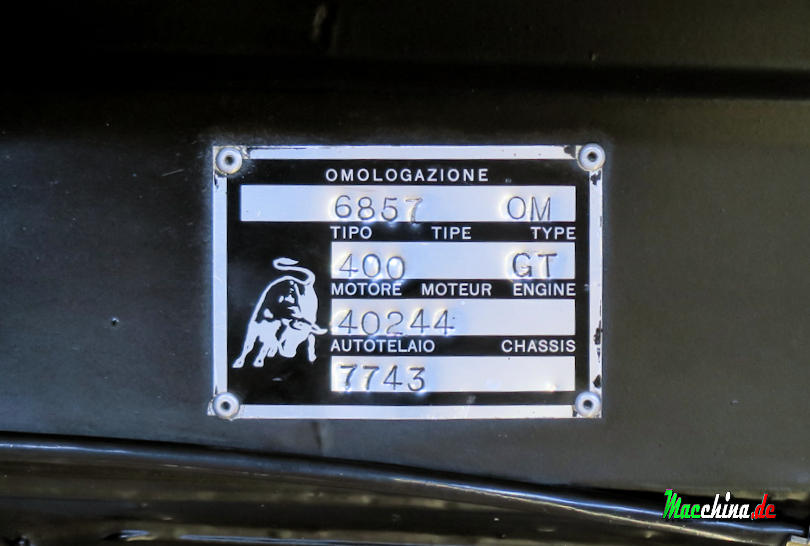 OMOLOGAZIONE
6857 OM
TIPO TIPE TYPE
400 GT
MOTORE MOTEUR ENGINE
40244
AUTOTELAIO CHASSIS
7743
Macchina.de